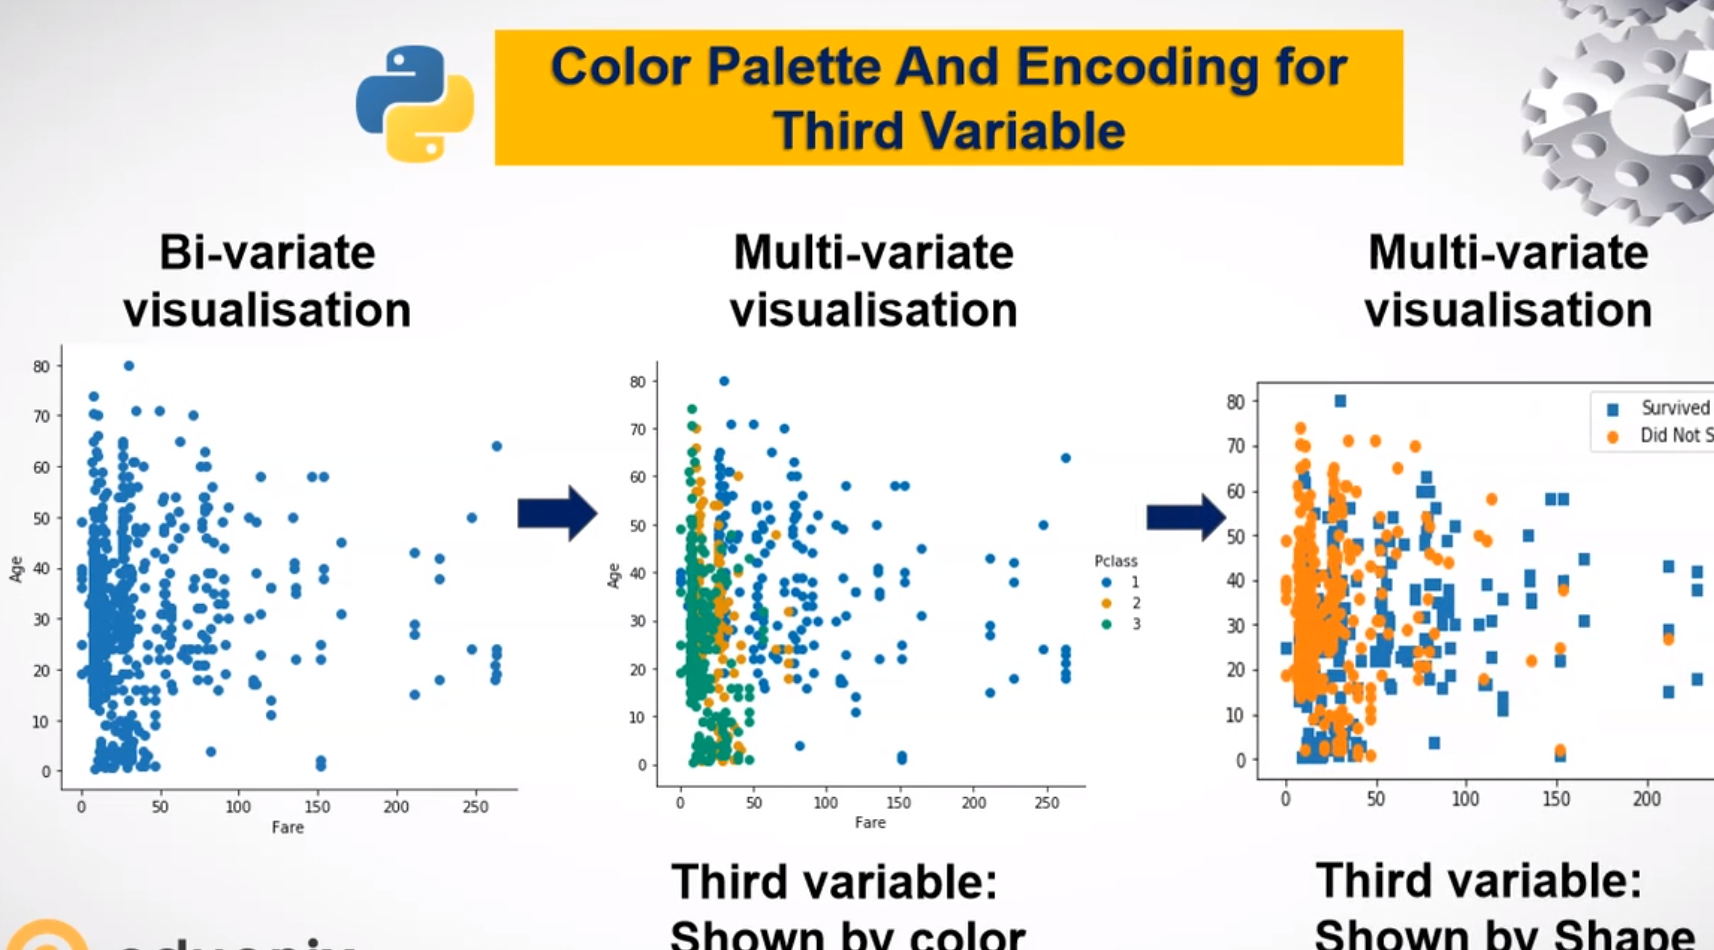 Color Palette And Encoding for
Third Variable
Bi-variate
visualisation
Multi-variate
visualisation
Multi-variate
visualisation
80
70
60
50
40
30
20
10
0
Age
0 50 100 150 200 250
Fare
80
70
60
50
40
30
20
10
0
Age
0 50 100 150 200 250
Fare
Pclass
1
2
3
80
70
60
50
40
30
20
10
0
0 50 100 150 200
Survived
Did Not S
Third variable:
Shown by color
Third variable:
Shown by Shape